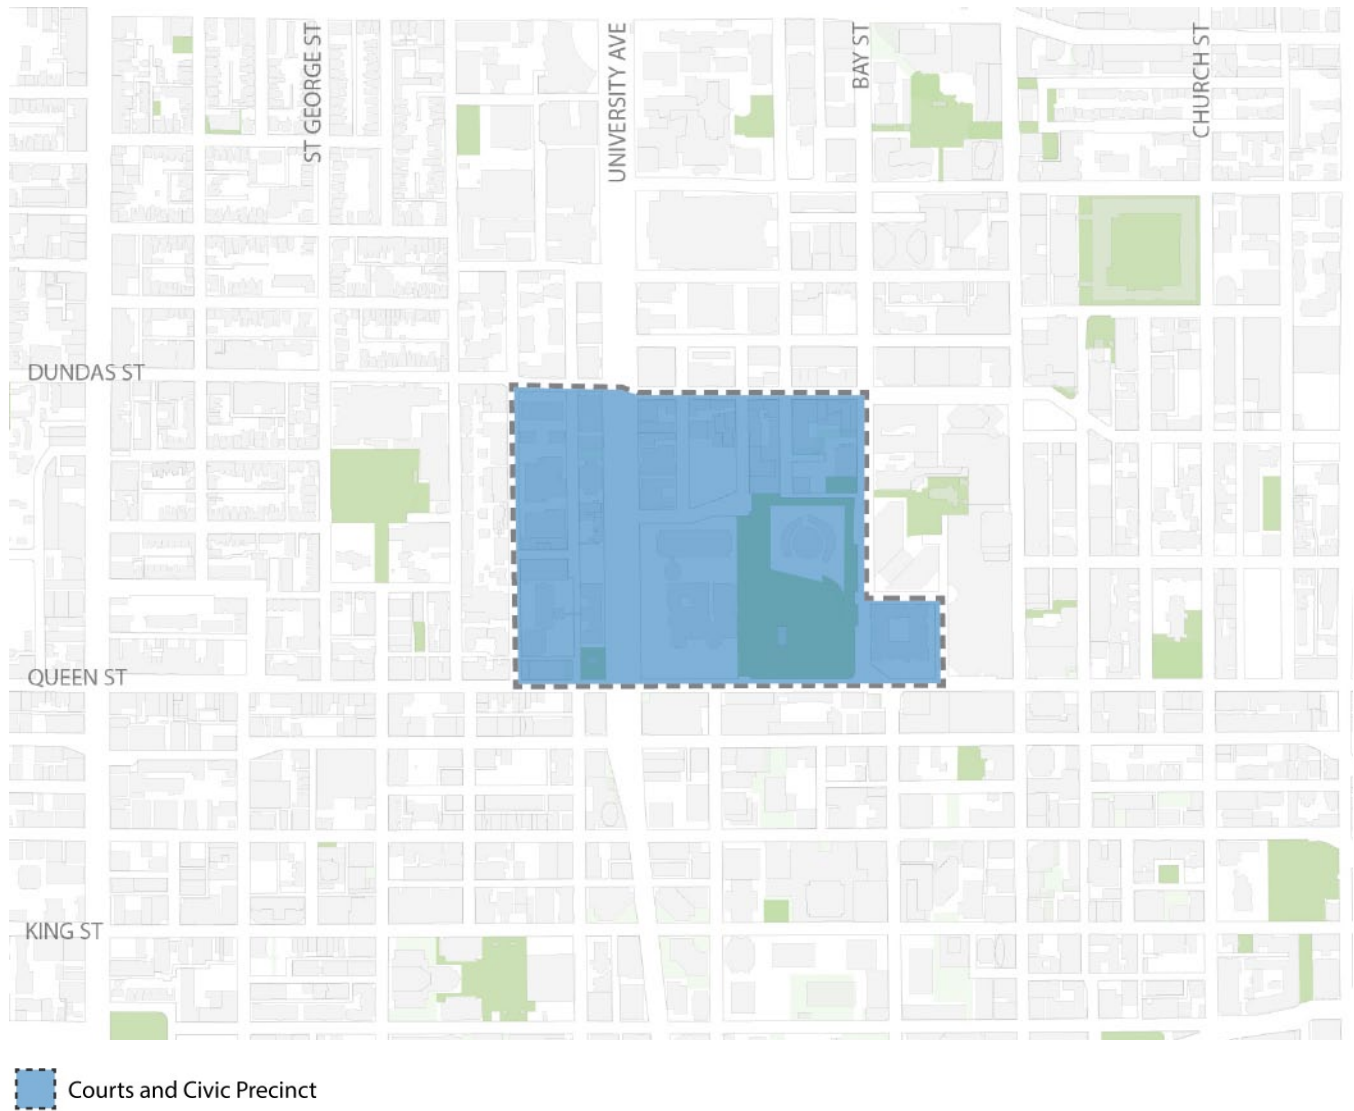 ST GEORGE ST
UNIVERSITY AVE
BAY ST
CHURCH ST
DUNDAS ST
QUEEN ST
KING ST
Courts and Civic Precinct